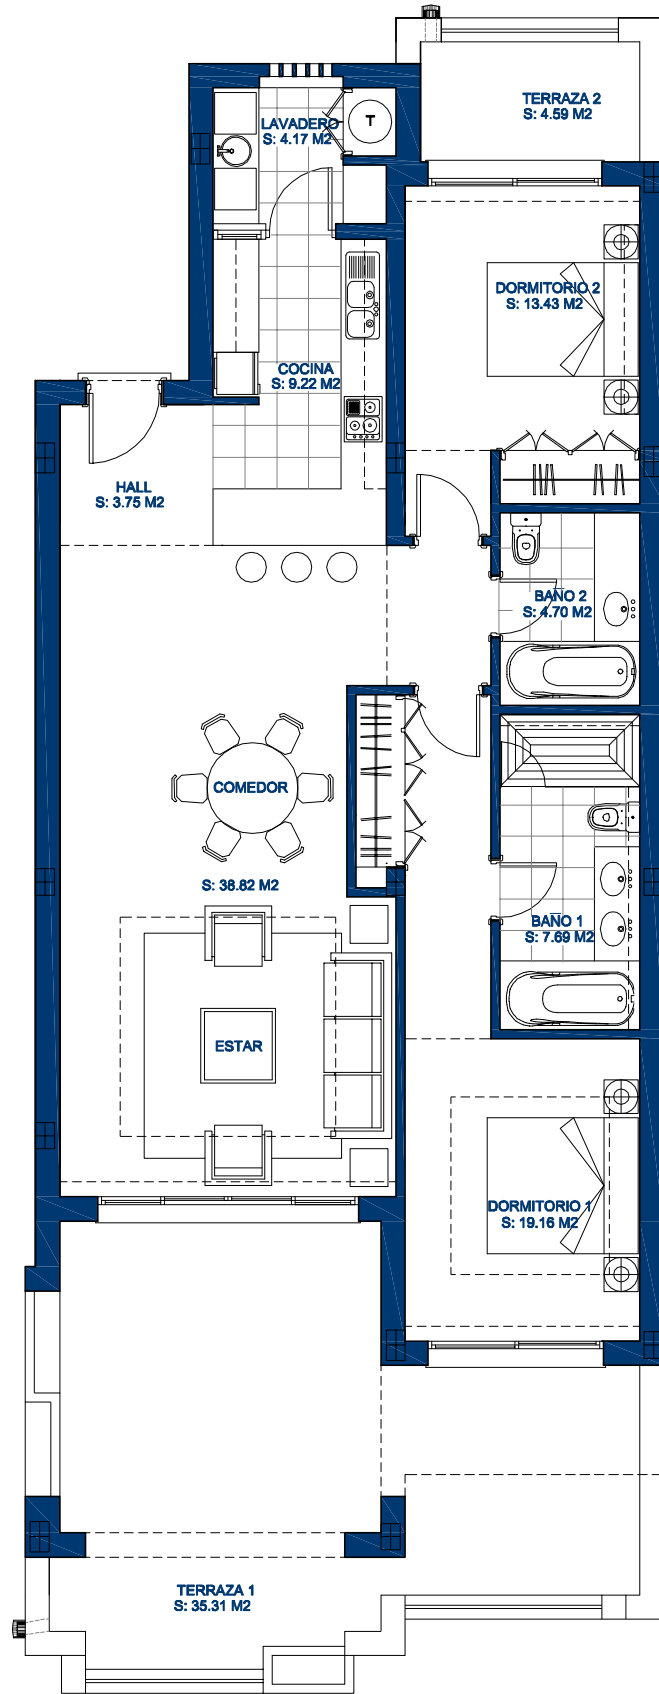 TERRAZA 2
S: 4.59 M2
LAVADERO
S: 4.17 M2
T
DORMITORIO 2
S: 13.43 M2
COCINA
S: 9.22 M2
HALL
S: 3.75 M2
BAÑO 2
S: 4.70 M2
COMEDOR
S: 38.82 M2
BAÑO 1
S: 7.69 M2
ESTAR
DORMITORIO 1
S: 19.16 M2
TERRAZA 1
S: 35.31 M2